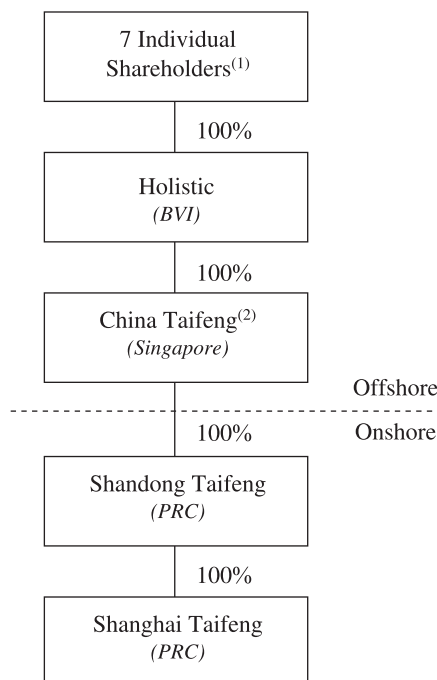 7 Individual
Shareholders(1)
100%
Holistic
(BVI)
100%
China Taifeng(2)
(Singapore)
Offshore
100%
Onshore
Shandong Taifeng
(PRC)
100%
Shanghai Taifeng
(PRC)